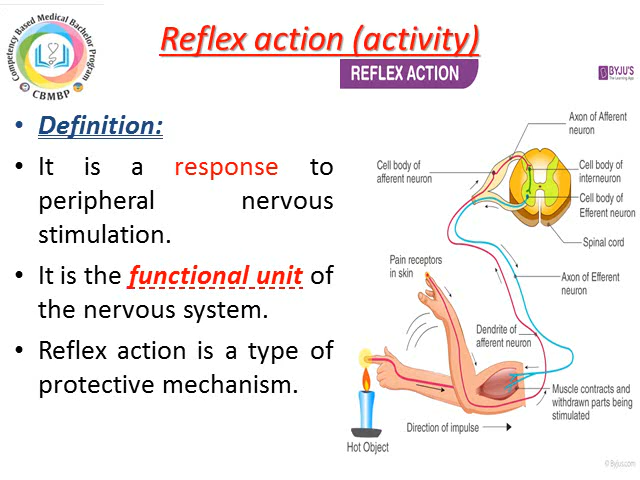 Competency Based Medical Bachelor Program
CBMBP
Reflex action (activity)
REFLEX ACTION
BYJU'S
The Learning App
• Definition:
• It is a response to
peripheral nervous
stimulation.
• It is the functional unit of
the nervous system.
• Reflex action is a type of
protective mechanism.
Axon of Afferent
neuron
Cell body of
afferent neuron
Cell body of
interneuron
Cell body of
Efferent neuron
Spinal cord
Pain receptors
in skin
Axon of Efferent
neuron
Dendrite of
afferent neuron
Muscle contracts and
withdrawn parts being
stimulated
Direction of impulse
Hot Object
© Byjus.com